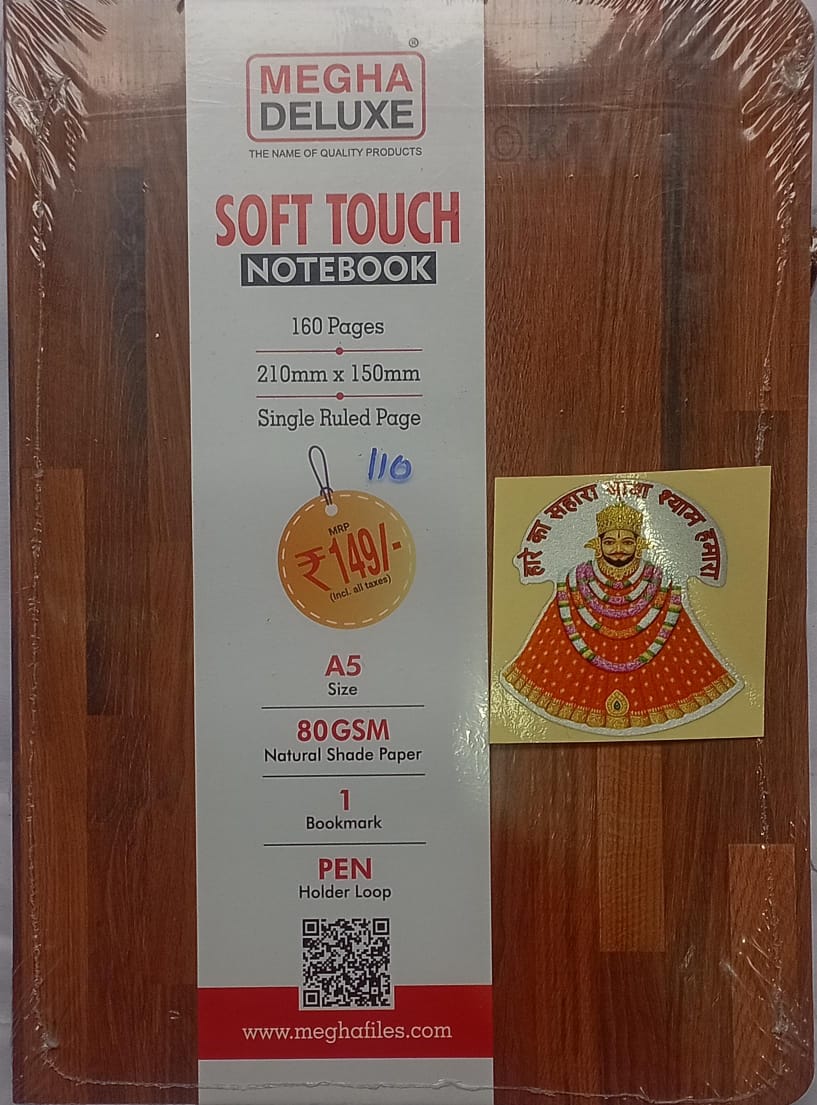 ®
MEGHA
DELUXE
THE NAME OF QUALITY PRODUCTS
SOFT TOUCH
NOTEBOOK
160 Pages
210mm x 150mm
Single Ruled Page
110
MRP
₹149/-
(Incl. all taxes)
हारे का सहारा बाबा श्याम हमारा
A5
Size
80GSM
Natural Shade Paper
1
Bookmark
PEN
Holder Loop
www.meghafiles.com